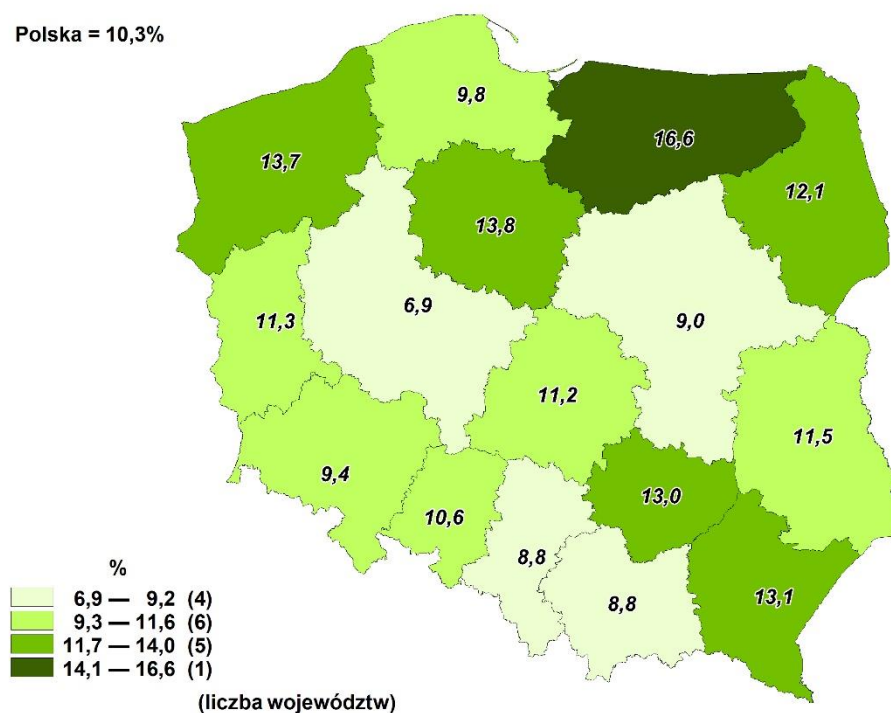 Polska = 10,3%
9,8
16,6
13,7
12,1
13,8
6,9
9,0
11,3
11,2
11,5
9,4
13,0
10,6
8,8
8,8
13,1
%
6,9 — 9,2 (4)
9,3 — 11,6 (6)
11,7 — 14,0 (5)
14,1 — 16,6 (1)
(liczba województw)